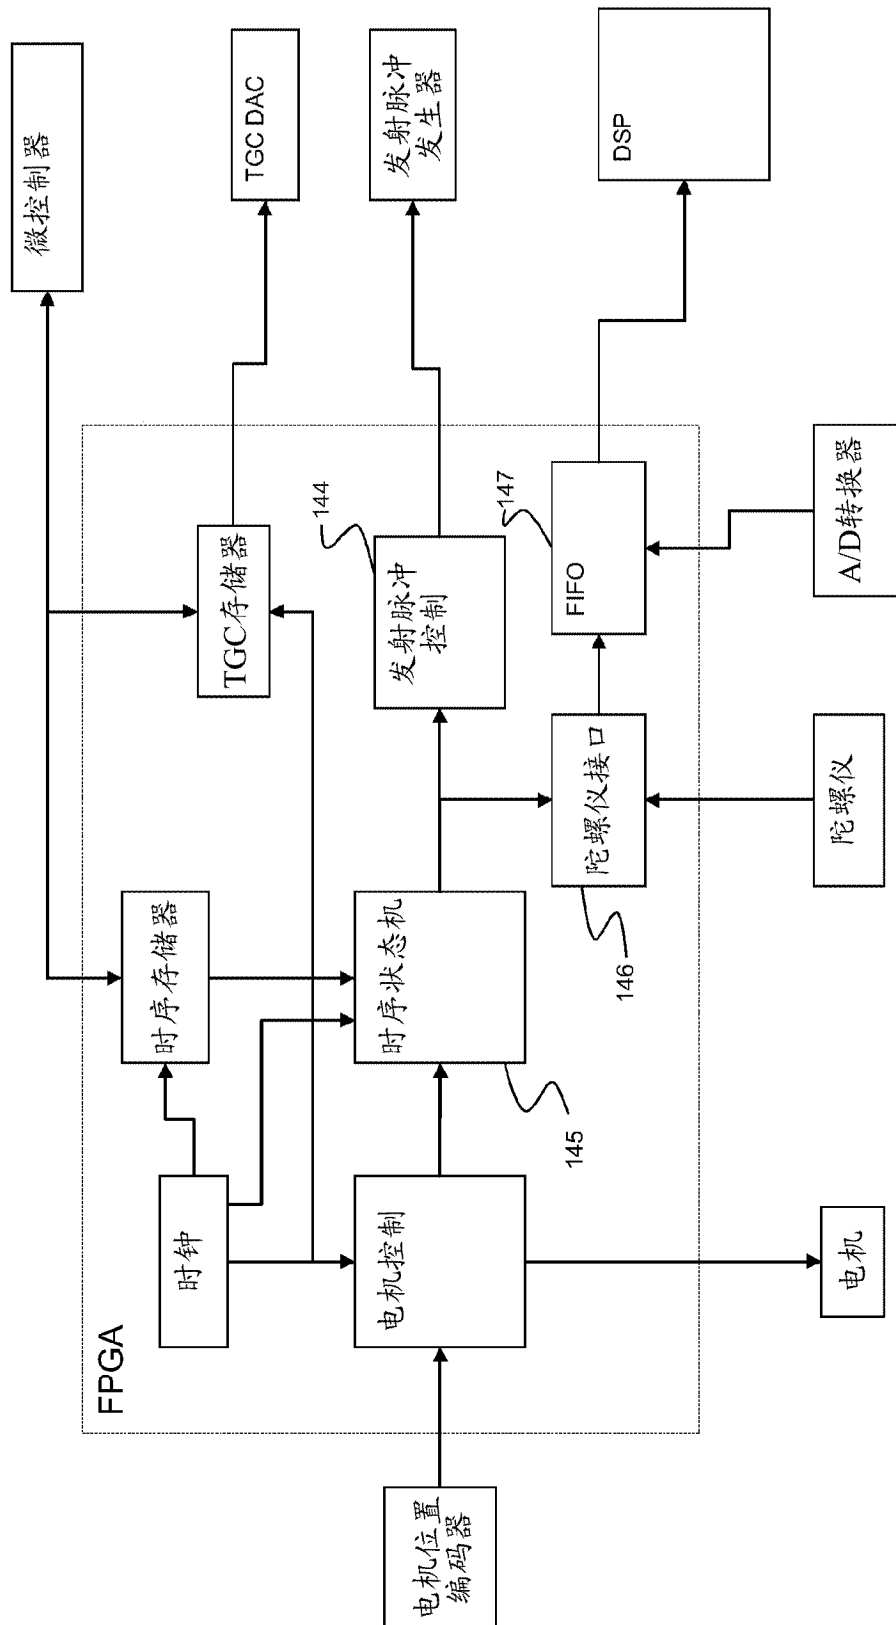 微控制器
TGC DAC
发射脉冲
发生器
DSP
FPGA
时钟
时序存储器
TGC存储器
电机控制
时序状态机
145
发射脉冲
控制
144
陀螺仪接口
146
FIFO
147
电机位置
编码器
电机
陀螺仪
A/D转换器